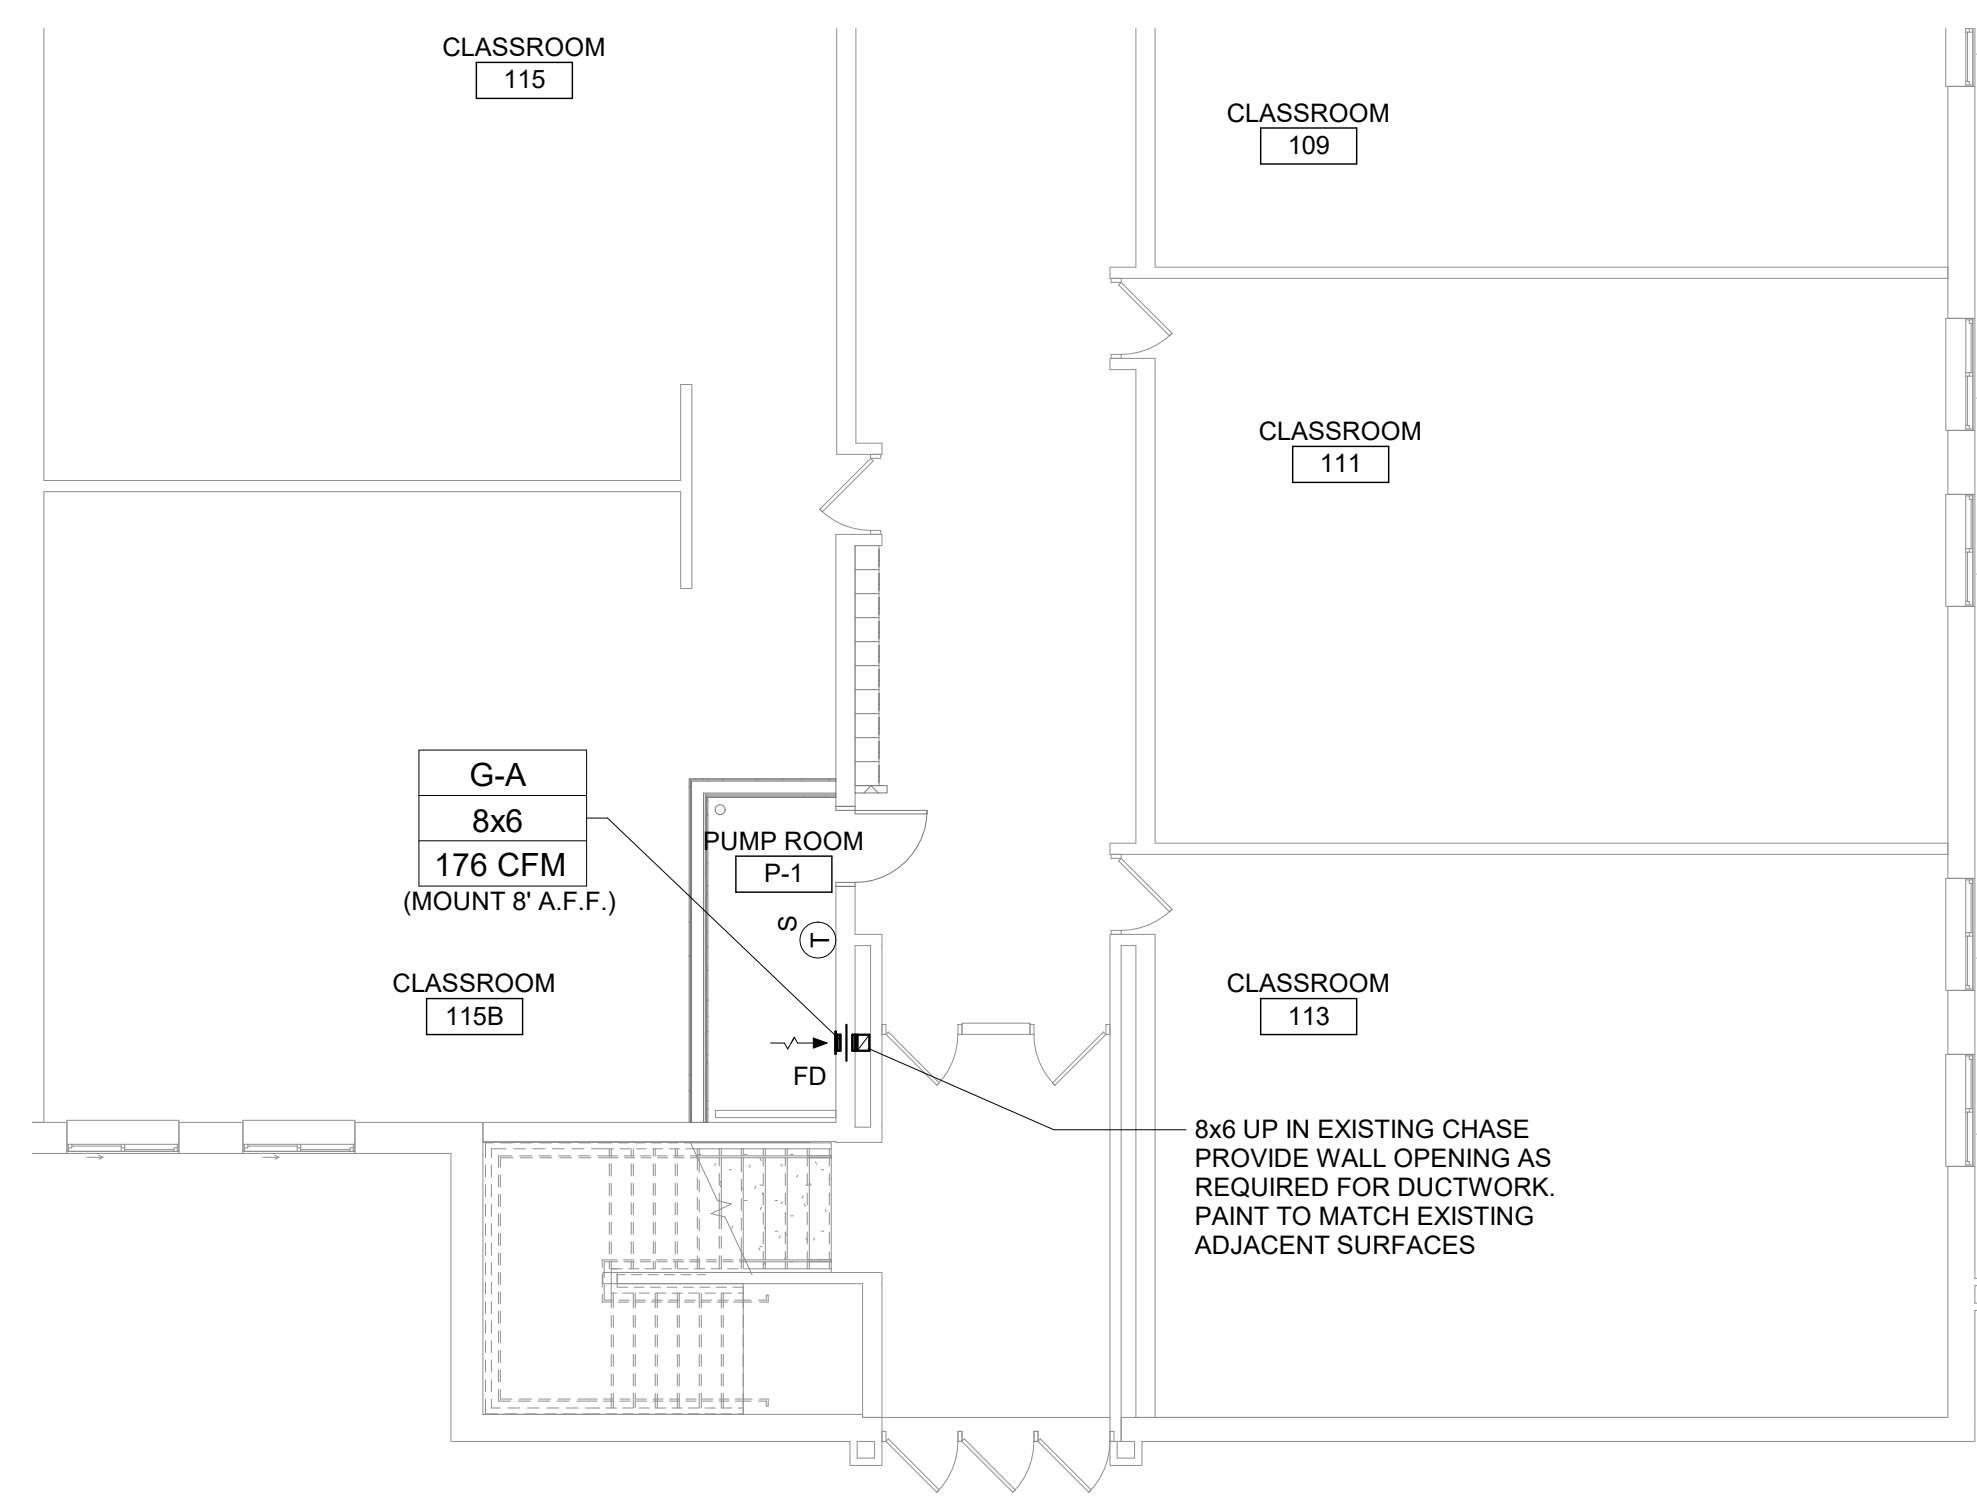 CLASSROOM
115
CLASSROOM
109
CLASSROOM
111
G-A
8x6
176 CFM
(MOUNT 8' A.F.F.)
PUMP ROOM
P-1
S
T
CLASSROOM
115B
FD
CLASSROOM
113
8x6 UP IN EXISTING CHASE
PROVIDE WALL OPENING AS
REQUIRED FOR DUCTWORK.
PAINT TO MATCH EXISTING
ADJACENT SURFACES